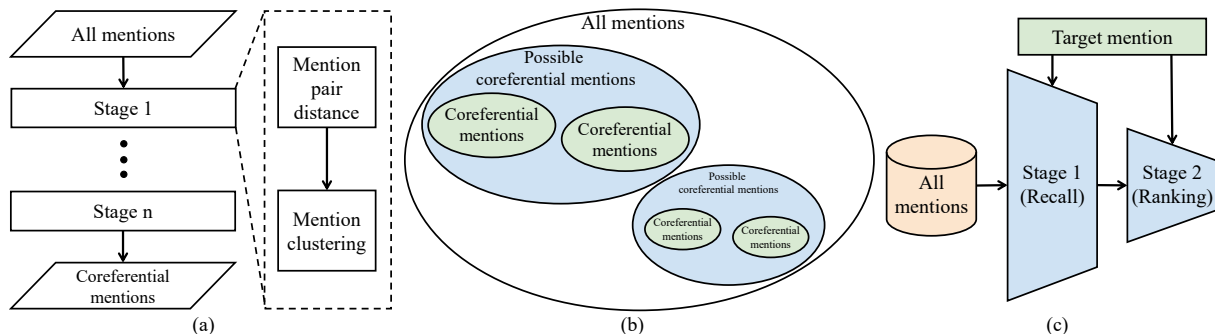 All mentions
Stage 1
Stage n
Coreferential
mentions
Mention
pair
distance
Mention
clustering
(a)
All mentions
Possible
coreferential mentions
Coreferential
mentions
Coreferential
mentions
Possible
coreferential mentions
Coreferential
mentions
Coreferential
mentions
(b)
Target mention
All
mentions
Stage 1
(Recall)
Stage 2
(Ranking)
(c)